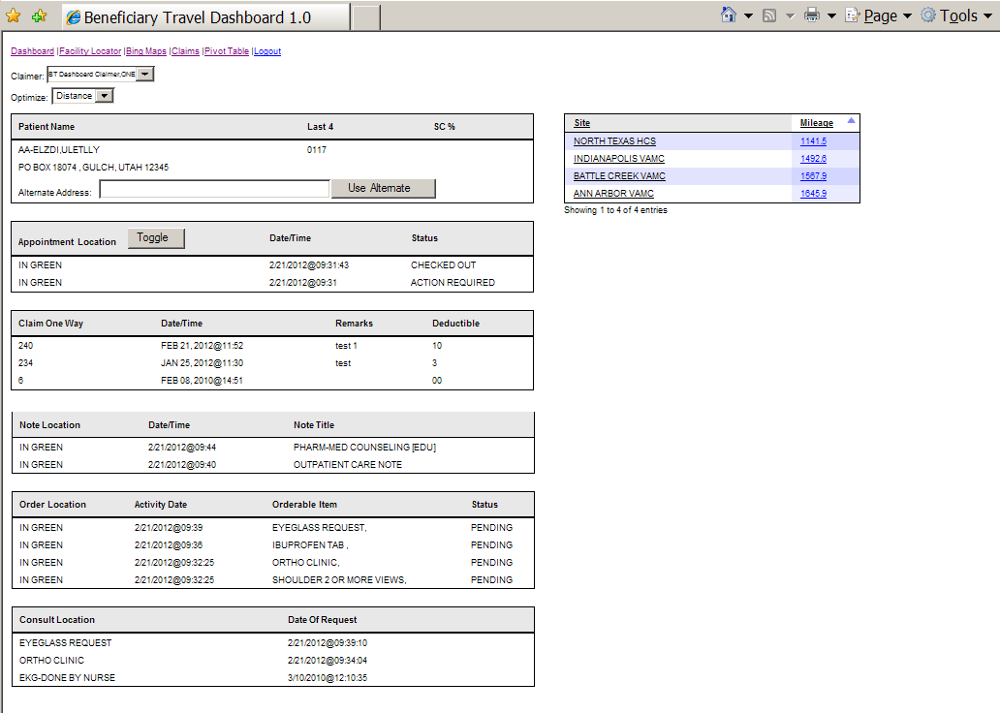 Beneficiary Travel Dashboard 1.0
Page Tools
Dashboard |Facility Locator |Bing Maps |Claims |Pivot Table |Logout
Claimer: BT Dashboard Claimer,ONE
Optimize: Distance
Patient Name Last 4 SC %
AA-ELZDI,ULETLLY 0117
PO BOX 18074 , GULCH, UTAH 12345
Alternate Address: Use Alternate
Site Mileage
NORTH TEXAS HCS 1141.5
INDIANAPOLIS VAMC 1492.6
BATTLE CREEK VAMC 1567.9
ANN ARBOR VAMC 1645.9
Showing 1 to 4 of 4 entries
Appointment Location Toggle Date/Time Status
IN GREEN 2/21/2012@09:31:43 CHECKED OUT
IN GREEN 2/21/2012@09:31 ACTION REQUIRED
Claim One Way Date/Time Remarks Deductible
240 FEB 21, 2012@11:52 test 1 10
234 JAN 25, 2012@11:30 test 3
6 FEB 08, 2010@14:51 00
Note Location Date/Time Note Title
IN GREEN 2/21/2012@09:44 PHARM-MED COUNSELING [EDU]
IN GREEN 2/21/2012@09:40 OUTPATIENT CARE NOTE
Order Location Activity Date Orderable Item Status
IN GREEN 2/21/2012@09:39 EYEGLASS REQUEST, PENDING
IN GREEN 2/21/2012@09:36 IBUPROFEN TAB , PENDING
IN GREEN 2/21/2012@09:32:25 ORTHO CLINIC, PENDING
IN GREEN 2/21/2012@09:32:25 SHOULDER 2 OR MORE VIEWS, PENDING
Consult Location Date Of Request
EYEGLASS REQUEST 2/21/2012@09:39:10
ORTHO CLINIC 2/21/2012@09:34:04
EKG-DONE BY NURSE 3/10/2010@12:10:35